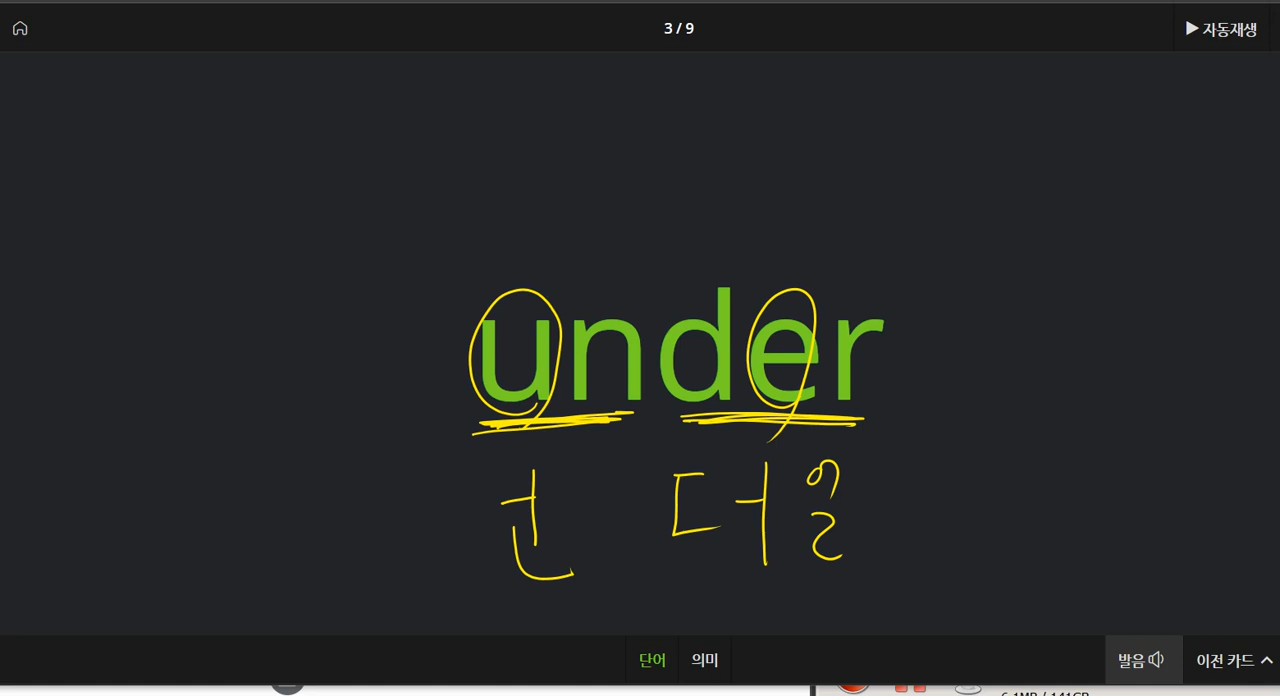 3 / 9
▶ 자동재생
under
ㅓㄴ 더 얼
단어 의미
발음 이전 카드